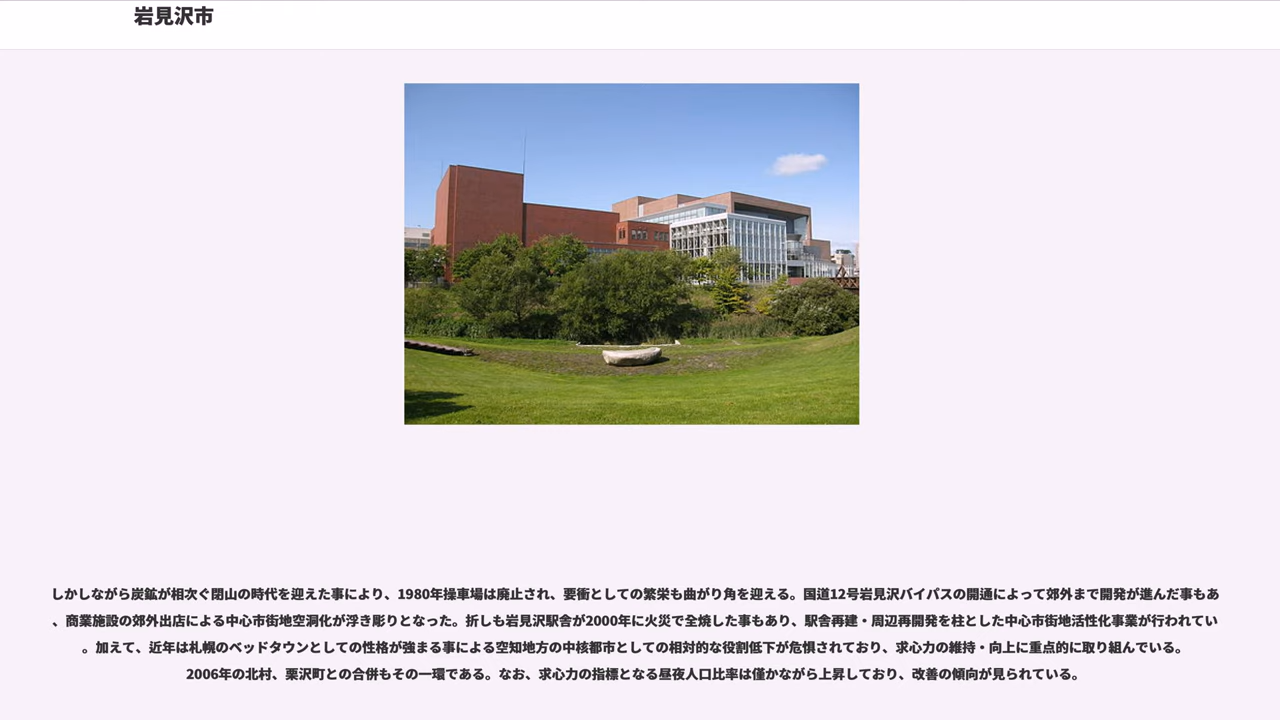 岩見沢市
しかしながら炭鉱が相次ぐ閉山の時代を迎えた事により、1980年操車場は廃止され、要衝としての繁栄も曲がり角を迎える。国道12号岩見沢バイパスの開通によって郊外まで開発が進んだ事もあ
、商業施設の郊外出店による中心市街地空洞化が浮き彫りとなった。折しも岩見沢駅舎が2000年に火災で全焼した事もあり、駅舎再建・周辺再開発を柱とした中心市街地活性化事業が行われてい
。加えて、近年は札幌のベッドタウンとしての性格が強まる事による空知地方の中核都市としての相対的な役割低下が危惧されており、求心力の維持・向上に重点的に取り組んでいる。
2006年の北村、栗沢町との合併もその一環である。なお、求心力の指標となる昼夜人口比率は僅かながら上昇しており、改善の傾向が見られている。